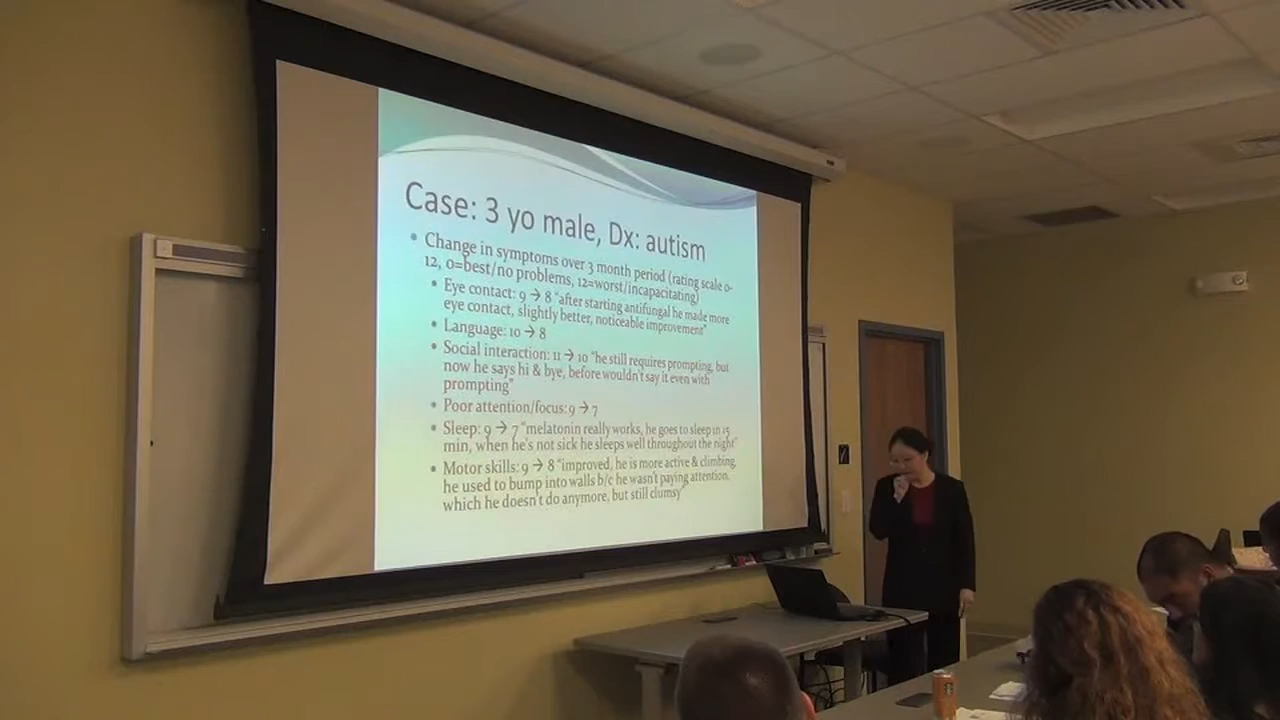 Case: 3 yo male, Dx: autism
• Change in symptoms over 3 month period (rating scale 0-
12, 0=best/no problems, 12=worst/incapacitating)
• Eye contact: 9 → 8 "after starting antifungal he made more
eye contact, slightly better, noticeable improvement"
• Language: 10 → 8
• Social interaction: 11 → 10 "he still requires prompting, but
now he says hi & bye, before wouldn't say it even with
prompting"
• Poor attention/focus: 9 → 7
• Sleep: 9 → 7 "melatonin really works, he goes to sleep in 15
min, when he's not sick he sleeps well throughout the night"
• Motor skills: 9 → 8 "improved, he is more active & climbing,
he used to bump into walls b/c he wasn't paying attention,
which he doesn't do anymore, but still clumsy"